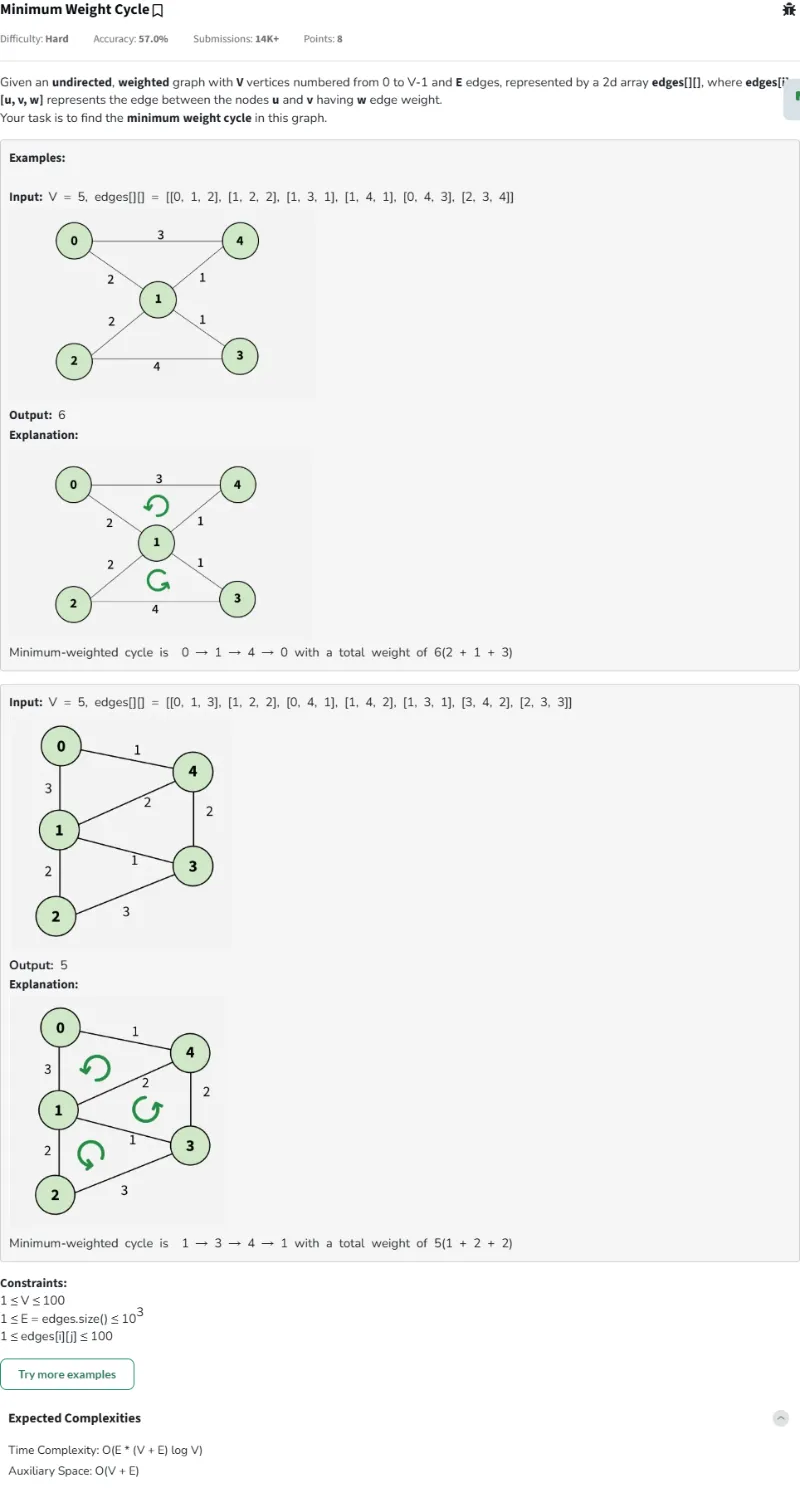 Minimum Weight Cycle
Difficulty: Hard Accuracy: 57.0% Submissions: 14K+ Points: 8
Given an undirected, weighted graph with V vertices numbered from 0 to V-1 and E edges, represented by a 2d array edges[][], where edges[i]
[u, v, w] represents the edge between the nodes u and v having w edge weight.
Your task is to find the minimum weight cycle in this graph.
Examples:
Input: V = 5, edges[][] = [[0, 1, 2], [1, 2, 2], [1, 3, 1], [1, 4, 1], [0, 4, 3], [2, 3, 4]]
3
0 4
2 1
1
2 1
2 3
4
Output: 6
Explanation:
3
0 4
2 1
1
2 1
2 3
4
Minimum-weighted cycle is 0 → 1 → 4 → 0 with a total weight of 6(2 + 1 + 3)
Input: V = 5, edges[][] = [[0, 1, 3], [1, 2, 2], [0, 4, 1], [1, 4, 2], [1, 3, 1], [3, 4, 2], [2, 3, 3]]
0 1
4
3 2
2
1
1
3
2
3
2
Output: 5
Explanation:
0 1
4
3
2 2
1
1
3
2
3
2
Minimum-weighted cycle is 1 → 3 → 4 → 1 with a total weight of 5(1 + 2 + 2)
Constraints:
1 ≤ V ≤ 100
1 ≤ E = edges.size() ≤ 10^3
1 ≤ edges[i][j] ≤ 100
Try more examples
Expected Complexities
Time Complexity: O(E * (V + E) log V)
Auxiliary Space: O(V + E)